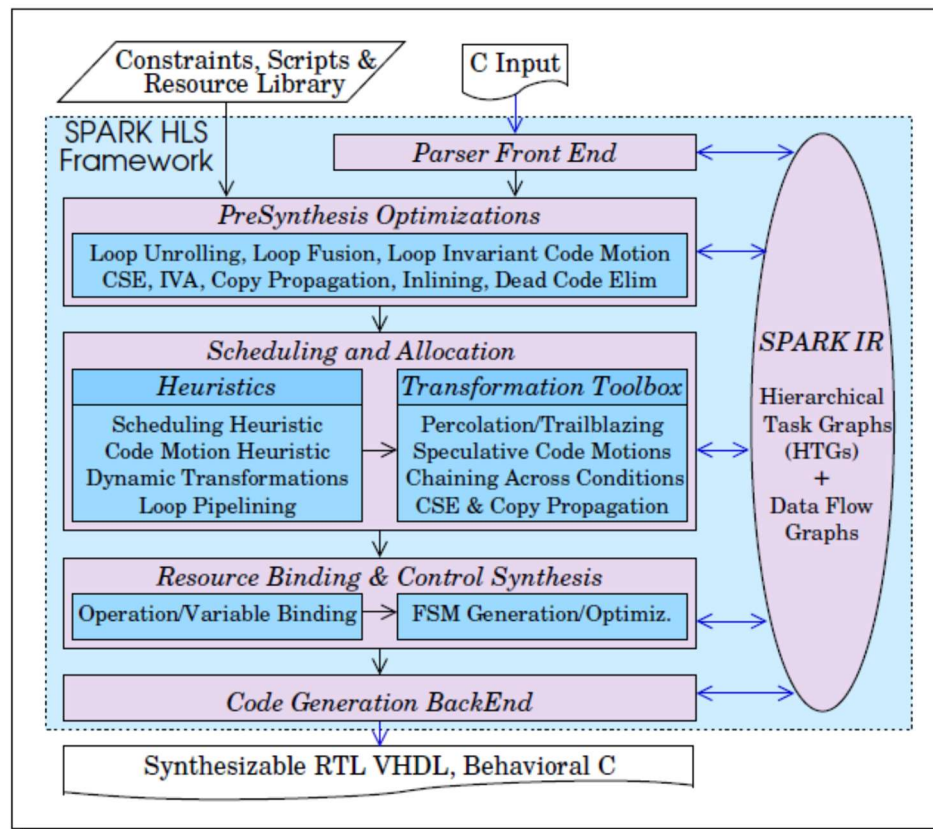 Constraints, Scripts &
Resource Library
C Input
SPARK HLS
Framework
Parser Front End
PreSynthesis Optimizations
Loop Unrolling, Loop Fusion, Loop Invariant Code Motion
CSE, IVA, Copy Propagation, Inlining, Dead Code Elim
Scheduling and Allocation
Heuristics
Scheduling Heuristic
Code Motion Heuristic
Dynamic Transformations
Loop Pipelining
Transformation Toolbox
Percolation/Trailblazing
Speculative Code Motions
Chaining Across Conditions
CSE & Copy Propagation
Resource Binding & Control Synthesis
Operation/Variable Binding
FSM Generation/Optimiz.
Code Generation BackEnd
SPARK IR
Hierarchical
Task Graphs
(HTGs)
+
Data Flow
Graphs
Synthesizable RTL VHDL, Behavioral C